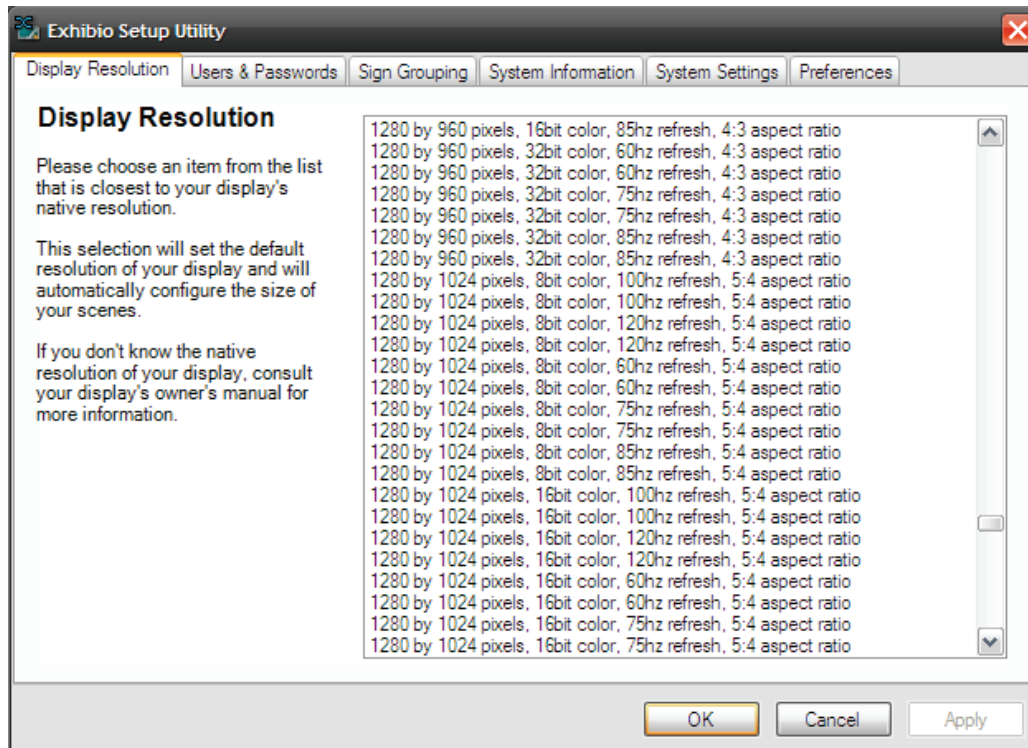 Exhibio Setup Utility
Display Resolution
Users & Passwords
Sign Grouping
System Information
System Settings
Preferences
Display Resolution
Please choose an item from the list
that is closest to your display's
native resolution.
This selection will set the default
resolution of your display and will
automatically configure the size of
your scenes.
If you don't know the native
resolution of your display, consult
your display's owner's manual for
more information.
1280 by 960 pixels, 16bit color, 85hz refresh, 4:3 aspect ratio
1280 by 960 pixels, 32bit color, 60hz refresh, 4:3 aspect ratio
1280 by 960 pixels, 32bit color, 60hz refresh, 4:3 aspect ratio
1280 by 960 pixels, 32bit color, 75hz refresh, 4:3 aspect ratio
1280 by 960 pixels, 32bit color, 75hz refresh, 4:3 aspect ratio
1280 by 960 pixels, 32bit color, 85hz refresh, 4:3 aspect ratio
1280 by 960 pixels, 32bit color, 85hz refresh, 4:3 aspect ratio
1280 by 1024 pixels, 8bit color, 100hz refresh, 5:4 aspect ratio
1280 by 1024 pixels, 8bit color, 100hz refresh, 5:4 aspect ratio
1280 by 1024 pixels, 8bit color, 120hz refresh, 5:4 aspect ratio
1280 by 1024 pixels, 8bit color, 120hz refresh, 5:4 aspect ratio
1280 by 1024 pixels, 8bit color, 60hz refresh, 5:4 aspect ratio
1280 by 1024 pixels, 8bit color, 60hz refresh, 5:4 aspect ratio
1280 by 1024 pixels, 8bit color, 75hz refresh, 5:4 aspect ratio
1280 by 1024 pixels, 8bit color, 75hz refresh, 5:4 aspect ratio
1280 by 1024 pixels, 8bit color, 85hz refresh, 5:4 aspect ratio
1280 by 1024 pixels, 8bit color, 85hz refresh, 5:4 aspect ratio
1280 by 1024 pixels, 16bit color, 100hz refresh, 5:4 aspect ratio
1280 by 1024 pixels, 16bit color, 100hz refresh, 5:4 aspect ratio
1280 by 1024 pixels, 16bit color, 120hz refresh, 5:4 aspect ratio
1280 by 1024 pixels, 16bit color, 120hz refresh, 5:4 aspect ratio
1280 by 1024 pixels, 16bit color, 60hz refresh, 5:4 aspect ratio
1280 by 1024 pixels, 16bit color, 60hz refresh, 5:4 aspect ratio
1280 by 1024 pixels, 16bit color, 75hz refresh, 5:4 aspect ratio
1280 by 1024 pixels, 16bit color, 75hz refresh, 5:4 aspect ratio
OK
Cancel
Apply